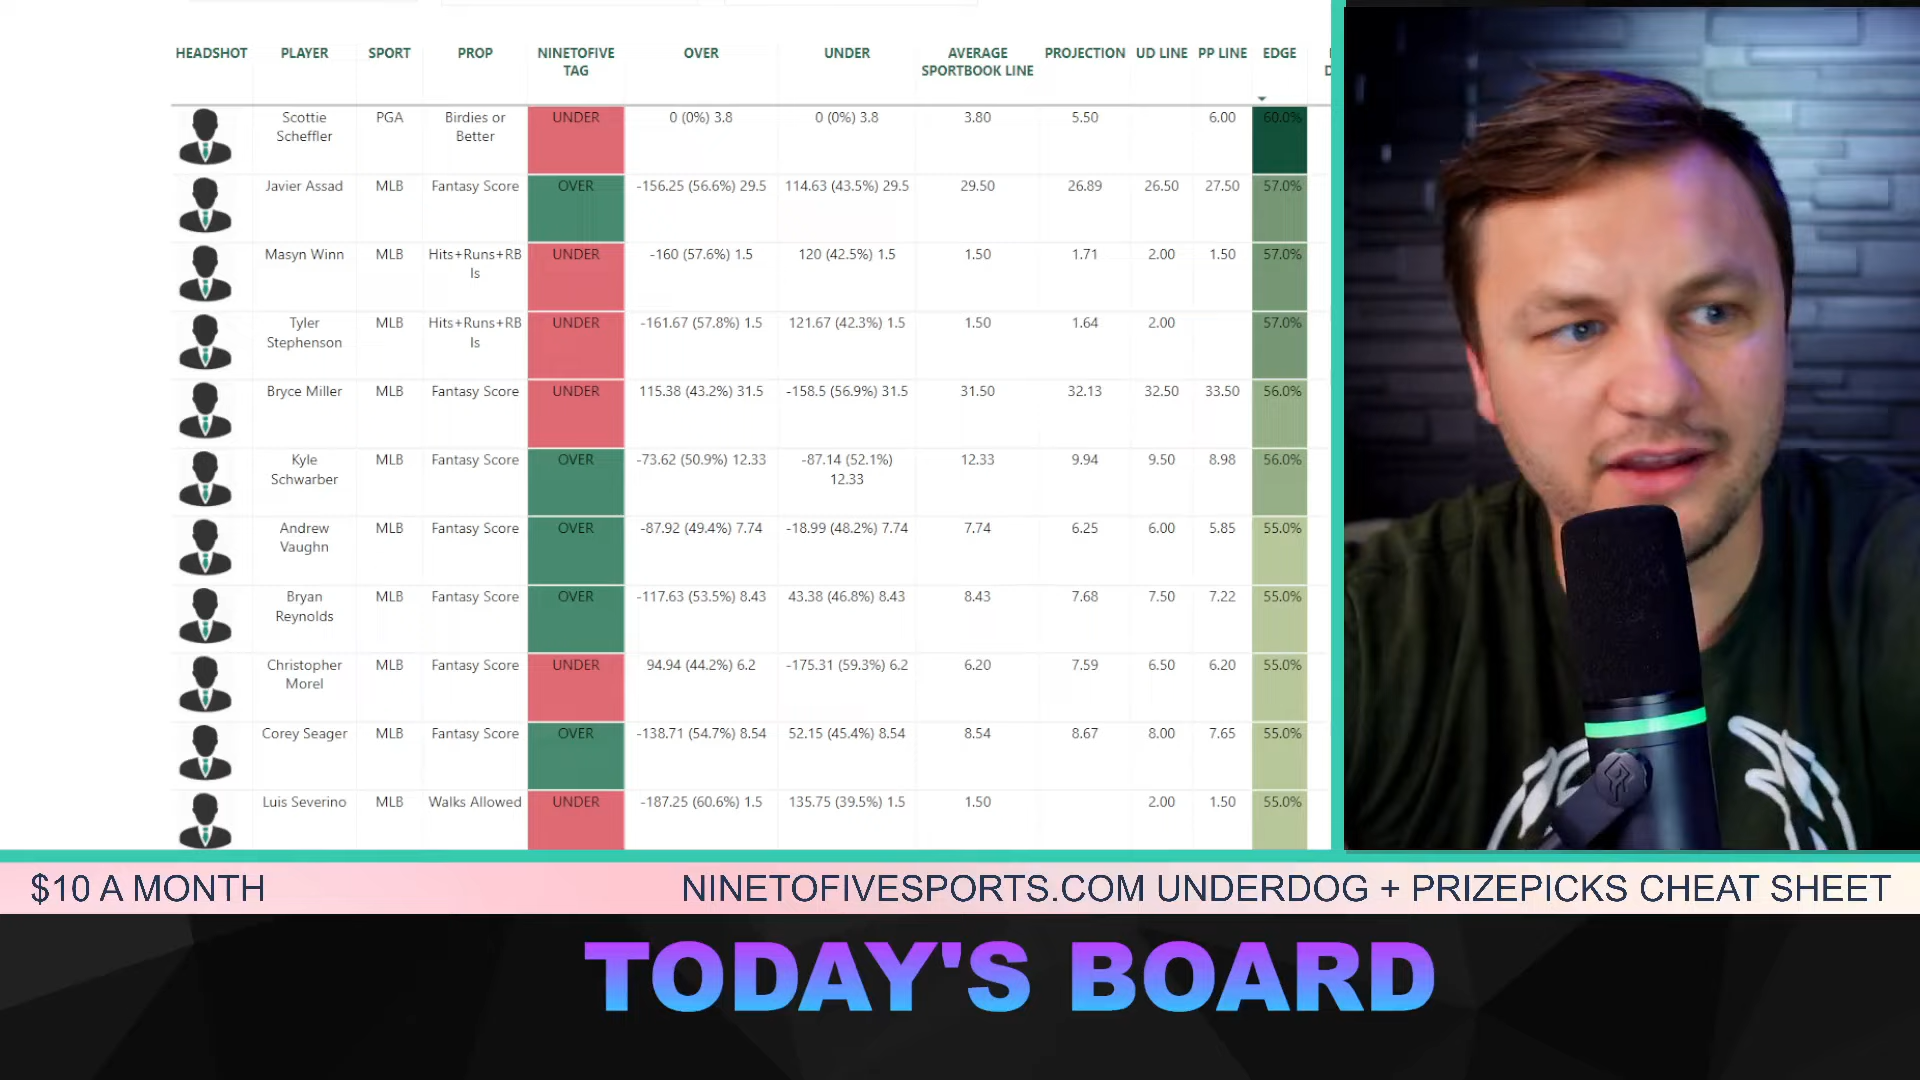 HEADSHOT PLAYER SPORT PROP NINETOFIVE TAG OVER UNDER AVERAGE SPORTBOOK LINE PROJECTION UD LINE PP LINE EDGE
Scottie Scheffler PGA Birdies or Better UNDER 0 (0%) 3.8 0 (0%) 3.8 3.80 5.50 6.00 60.0%
Javier Assad MLB Fantasy Score OVER -156.25 (56.6%) 29.5 114.63 (43.5%) 29.5 29.50 26.89 26.50 27.50 57.0%
Masyn Winn MLB Hits+Runs+RBIs UNDER -160 (57.6%) 1.5 120 (42.5%) 1.5 1.50 1.71 2.00 1.50 57.0%
Tyler Stephenson MLB Hits+Runs+RBIs UNDER -161.67 (57.8%) 1.5 121.67 (42.3%) 1.5 1.50 1.64 2.00 57.0%
Bryce Miller MLB Fantasy Score UNDER 115.38 (43.2%) 31.5 -158.5 (56.9%) 31.5 31.50 32.13 32.50 33.50 56.0%
Kyle Schwarber MLB Fantasy Score OVER -73.62 (50.9%) 12.33 -87.14 (52.1%) 12.33 12.33 9.94 9.50 8.98 56.0%
Andrew Vaughn MLB Fantasy Score OVER -87.92 (49.4%) 7.74 -18.99 (48.2%) 7.74 7.74 6.25 6.00 5.85 55.0%
Bryan Reynolds MLB Fantasy Score OVER -117.63 (53.5%) 8.43 43.38 (46.8%) 8.43 8.43 7.68 7.50 7.22 55.0%
Christopher Morel MLB Fantasy Score UNDER 94.94 (44.2%) 6.2 -175.31 (59.3%) 6.2 6.20 7.59 6.50 6.20 55.0%
Corey Seager MLB Fantasy Score OVER -138.71 (54.7%) 8.54 52.15 (45.4%) 8.54 8.54 8.67 8.00 7.65 55.0%
Luis Severino MLB Walks Allowed UNDER -187.25 (60.6%) 1.5 135.75 (39.5%) 1.5 1.50 2.00 1.50 55.0%
$10 A MONTH NINETOFIVESPORTS.COM UNDERDOG + PRIZEPICKS CHEAT SHEET
TODAY'S BOARD